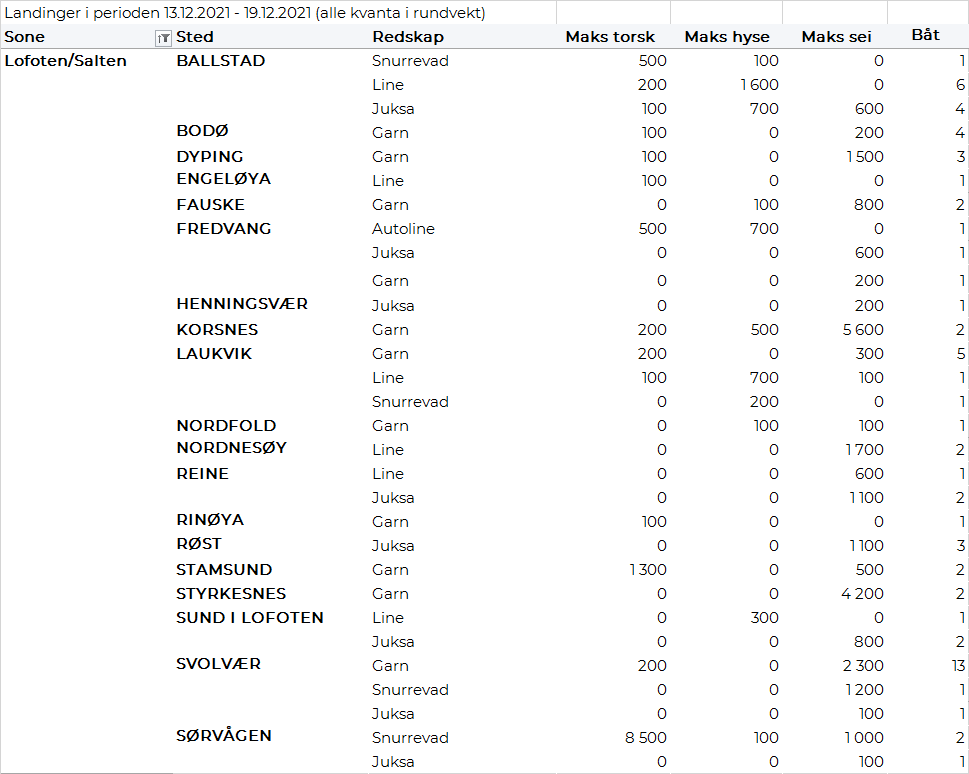 Landinger i perioden 13.12.2021 - 19.12.2021 (alle kvanta i rundvekt)
Sone Sted Redskap Maks torsk Maks hyse Maks sei Båt
Lofoten/Salten BALLSTAD Snurrevad 500 100 0 1
Line 200 1 600 0 6
Juksa 100 700 600 4
BODØ Garn 100 0 200 4
DYPING Garn 100 0 1 500 3
ENGELØYA Line 100 0 0 1
FAUSKE Garn 0 100 800 2
FREDVANG Autoline 500 700 0 1
Juksa 0 0 600 1
Garn 0 0 200 1
HENNINGSVÆR Juksa 0 0 200 1
KORSNES Garn 200 500 5 600 2
LAUKVIK Garn 200 0 300 5
Line 100 700 100 1
Snurrevad 0 200 0 1
NORDFOLD Garn 0 100 100 1
NORDNESØY Line 0 0 1 700 2
REINE Line 0 0 600 1
Juksa 0 0 1 100 2
RINØYA Garn 100 0 0 1
RØST Juksa 0 0 1 100 3
STAMSUND Garn 1 300 0 500 2
STYRKESNES Garn 0 0 4 200 2
SUND I LOFOTEN Line 0 300 0 1
Juksa 0 0 800 2
SVOLVÆR Garn 200 0 2 300 13
Snurrevad 0 0 1 200 1
Juksa 0 0 100 1
SØRVÅGEN Snurrevad 8 500 100 1 000 2
Juksa 0 0 100 1